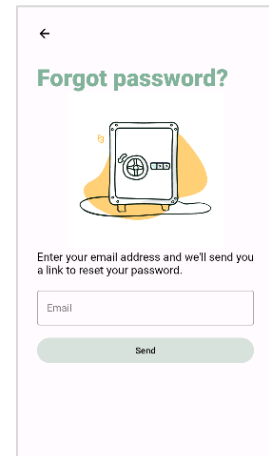 Forgot password?
Enter your email address and we'll send you
a link to reset your password.
Email
Send